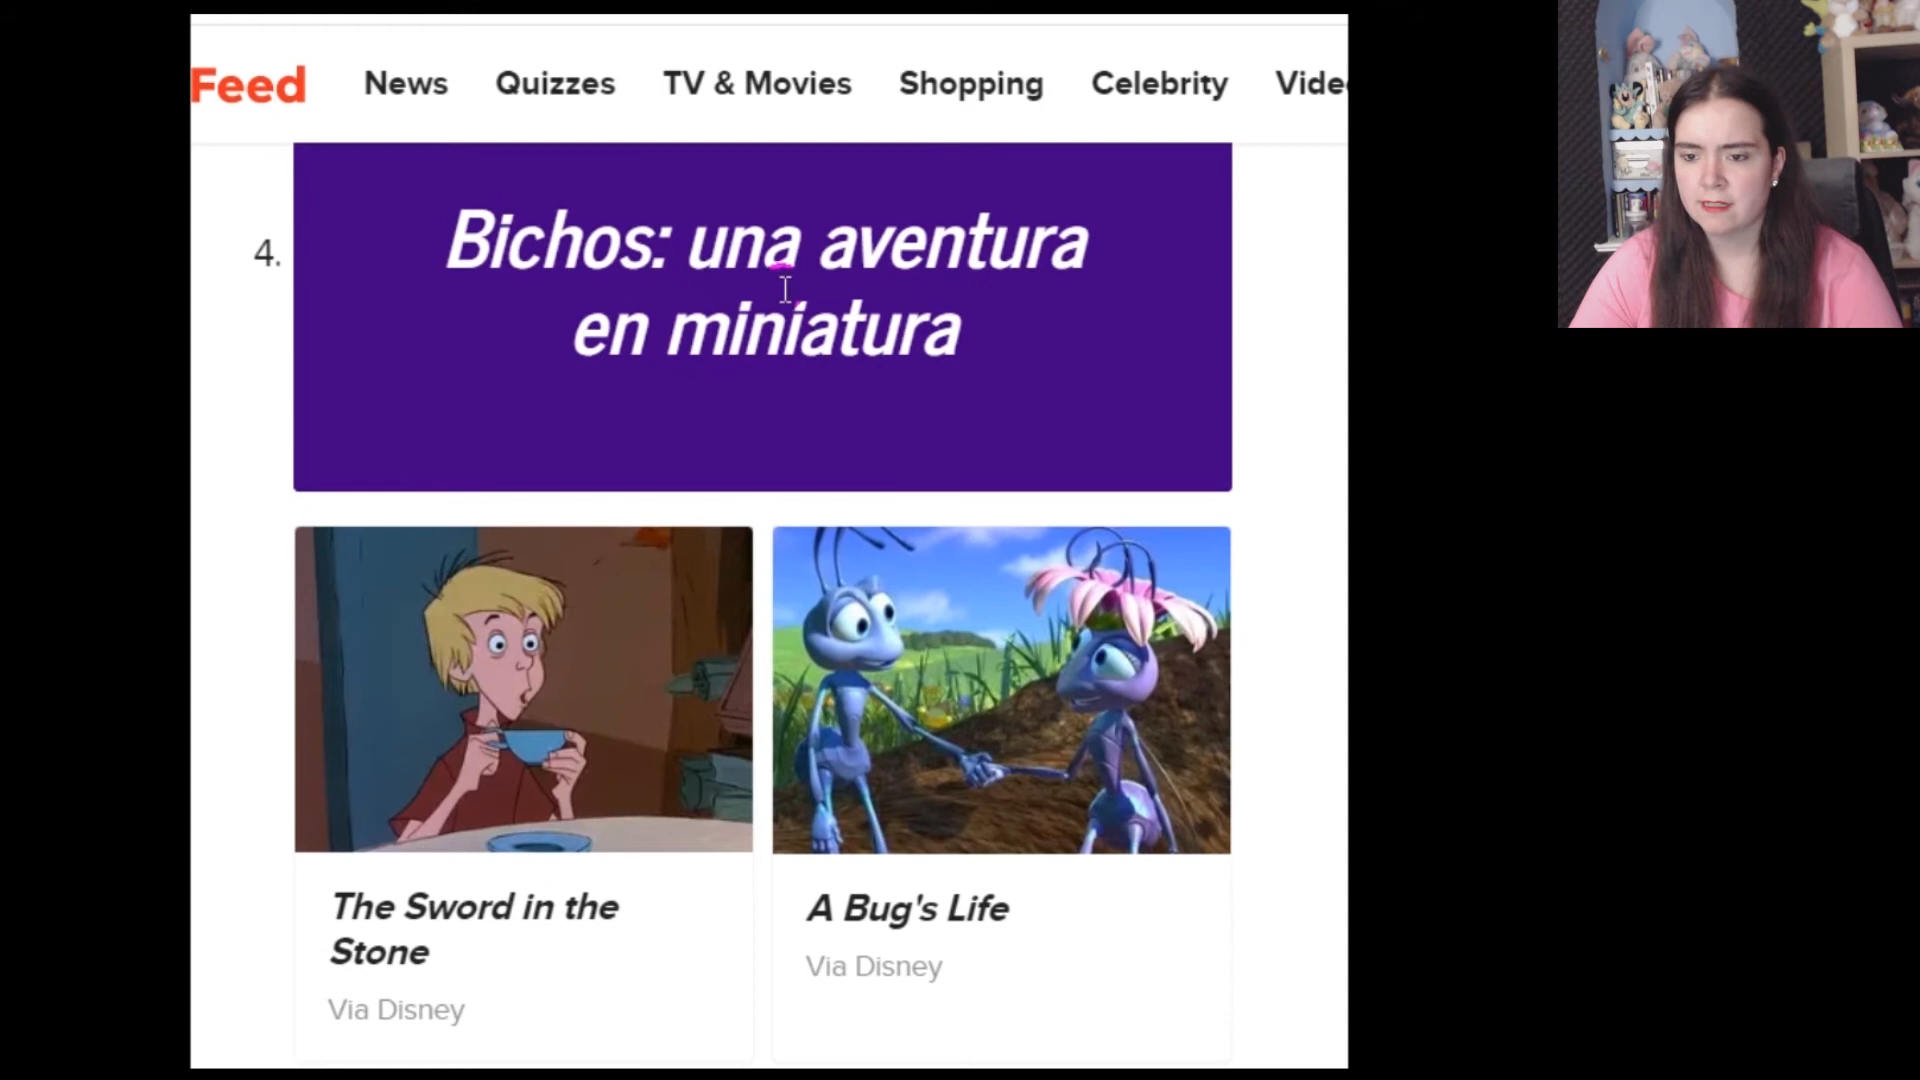 Feed News Quizzes TV & Movies Shopping Celebrity Vide
4.
Bichos: una aventura
en miniatura
The Sword in the
Stone
Via Disney
A Bug's Life
Via Disney